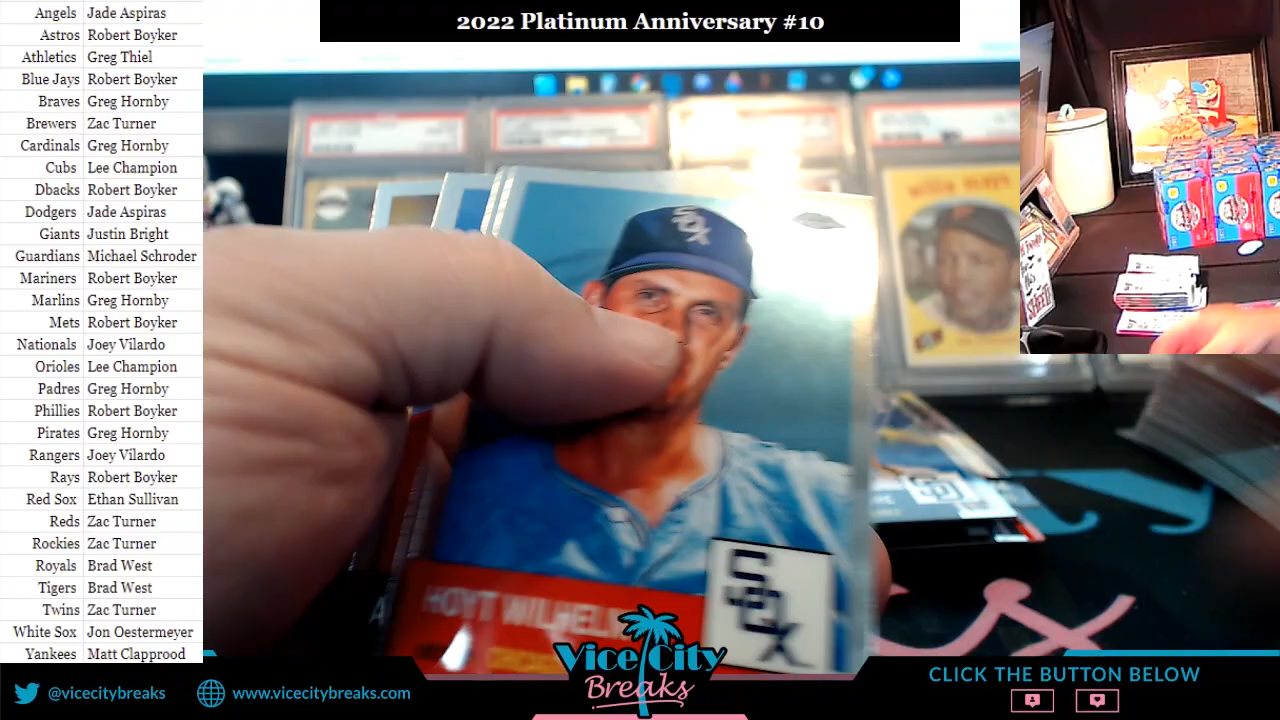 2022 Platinum Anniversary #10
Angels Jade Aspiras
Astros Robert Boyker
Athletics Greg Thiel
Blue Jays Robert Boyker
Braves Greg Hornby
Brewers Zac Turner
Cardinals Greg Hornby
Cubs Lee Champion
Dbacks Robert Boyker
Dodgers Jade Aspiras
Giants Justin Bright
Guardians Michael Schroder
Mariners Robert Boyker
Marlins Greg Hornby
Mets Robert Boyker
Nationals Joey Vilardo
Orioles Lee Champion
Padres Greg Hornby
Phillies Robert Boyker
Pirates Greg Hornby
Rangers Joey Vilardo
Rays Robert Boyker
Red Sox Ethan Sullivan
Reds Zac Turner
Rockies Zac Turner
Royals Brad West
Tigers Brad West
Twins Zac Turner
White Sox Jon Oestermeyer
Yankees Matt Clapprood
SOX
willie mays
SD
HOYT WILHELM
SOX
Vice City
Breaks
@vicecitybreaks
www.vicecitybreaks.com
CLICK THE BUTTON BELOW